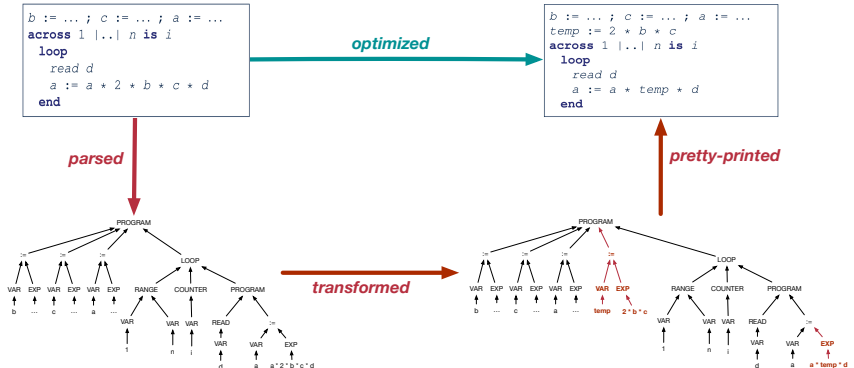 b := ... ; c := ... ; a := ...
across 1 |..| n is i
loop
read d
a := a * 2 * b * c * d
end
optimized
b := ... ; c := ... ; a := ...
temp := 2 * b * c
across 1 |..| n is i
loop
read d
a := a * temp * d
end
parsed
pretty-printed
PROGRAM
:= := := LOOP
VAR EXP VAR EXP VAR EXP RANGE COUNTER PROGRAM
b ... c ... a ...
VAR VAR VAR READ :=
1 n i VAR VAR EXP
d a a*2*b*c*d
transformed
PROGRAM
:= := := := LOOP
VAR EXP VAR EXP VAR EXP VAR EXP RANGE COUNTER PROGRAM
b ... c ... a ... temp 2*b*c
VAR VAR VAR READ :=
1 n i VAR VAR EXP
d a a*temp*d